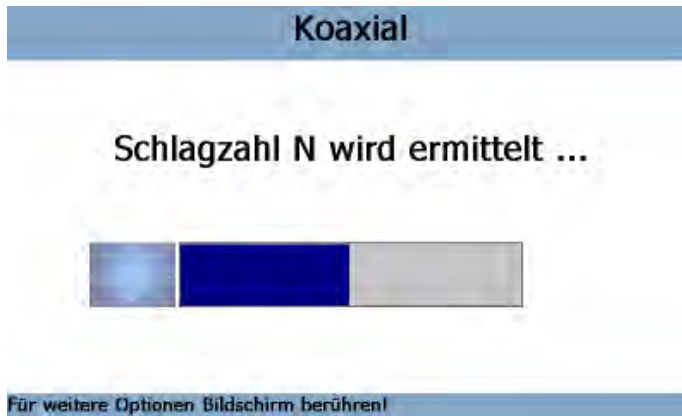 Koaxial
Schlagzahl N wird ermittelt ...
Für weitere Optionen Bildschirm berühren!